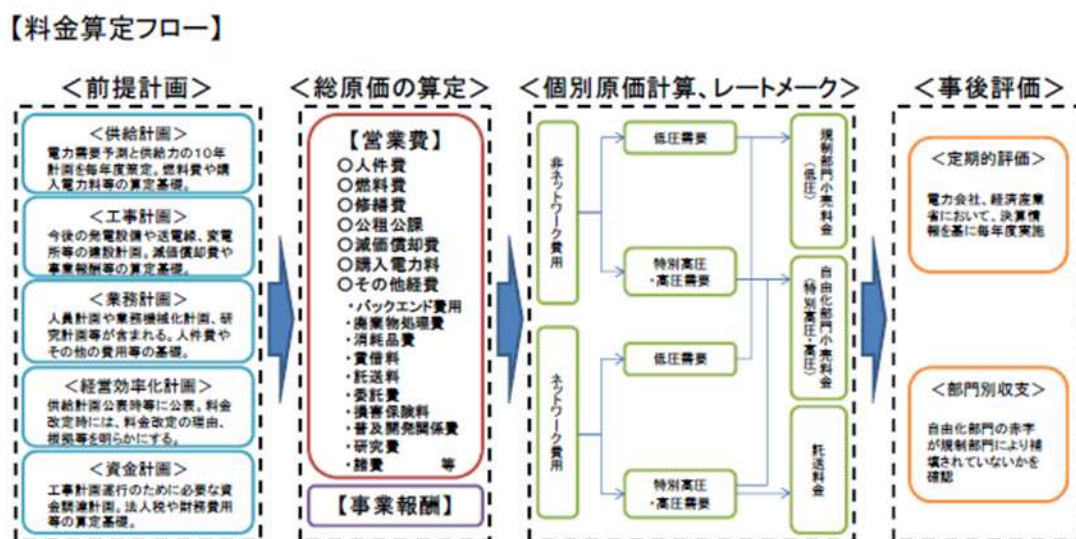 【料金算定フロー】
＜前提計画＞
＜供給計画＞
電力需要予測と供給力の１０年
計画を毎年度策定。燃料費や購
入電力料等の算定基礎。
＜工事計画＞
今後の発電設備や送電線、変電
所等の建設計画。減価償却費や
事業報酬等の算定基礎。
＜業務計画＞
人員計画や業務機械化計画、研
究計画等が含まれる。人件費や
その他の費用等の基礎。
＜経営効率化計画＞
供給計画公表時等に公表。料金
改定時には、料金改定の理由、
根拠等を明らかにする。
＜資金計画＞
工事計画遂行のために必要な資
金調達計画。法人税や財務費用
等の算定基礎。
＜総原価の算定＞
【営業費】
○人件費
○燃料費
○修繕費
○公租公課
○減価償却費
○購入電力料
○その他経費
・バックエンド費用
・廃棄物処理費
・消耗品費
・賃借料
・託送料
・委託費
・損害保険料
・普及開発関係費
・研究費
・諸費　　等
【事業報酬】
＜個別原価計算、レートメーク＞
非ネットワーク費用
低圧需要
特別高圧
・高圧需要
ネットワーク費用
低圧需要
特別高圧
・高圧需要
規制部門小売料金
（低圧）
自由化部門小売料金
（特別高圧・高圧）
託送料金
＜事後評価＞
＜定期的評価＞
電力会社、経済産業
省において、決算情
報を基に毎年度実施
＜部門別収支＞
自由化部門の赤字
が規制部門により補
填されていないかを
確認